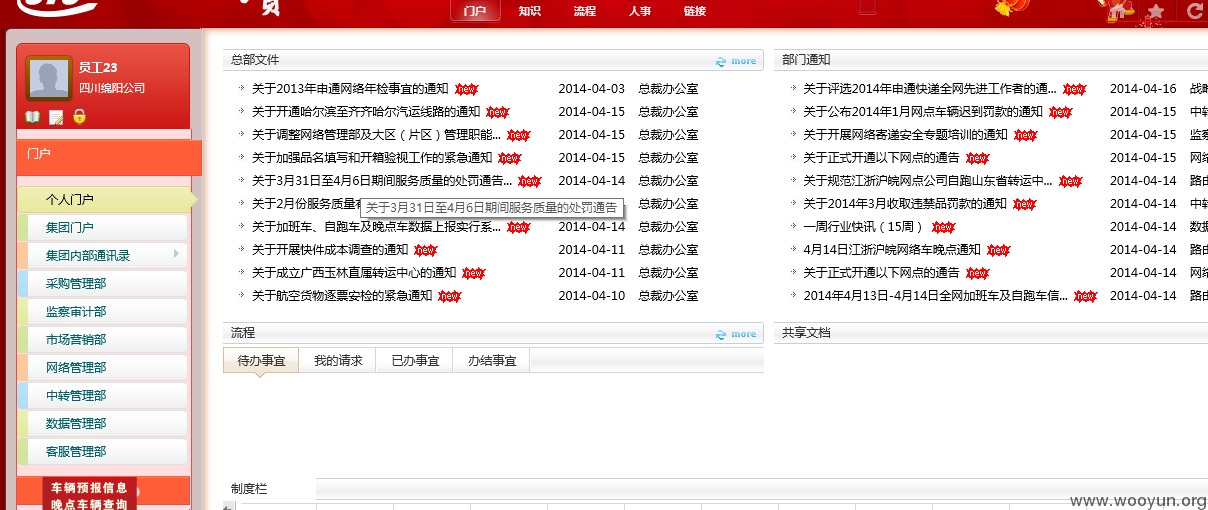 门户 知识 流程 人事 链接
员工23
四川绵阳公司
门户
个人门户
集团门户
集团内部通讯录
采购管理部
监察审计部
市场营销部
网络管理部
中转管理部
数据管理部
客服管理部
车辆预报信息
晚点车辆查询
总部文件 more
关于2013年申通网络年检事宜的通知 new 2014-04-03 总裁办公室
关于开通哈尔滨至齐齐哈尔汽运线路的通知 new 2014-04-15 总裁办公室
关于调整网络管理部及大区（片区）管理职能... new 2014-04-15 总裁办公室
关于加强品名填写和开箱验视工作的紧急通知 new 2014-04-15 总裁办公室
关于3月31日至4月6日期间服务质量的处罚通告... new 2014-04-14 总裁办公室
关于2月份服务质量 总裁办公室
关于3月31日至4月6日期间服务质量的处罚通告
关于加班车、自跑车及晚点车数据上报实行系... new 2014-04-14 总裁办公室
关于开展快件成本调查的通知 new 2014-04-11 总裁办公室
关于成立广西玉林直属转运中心的通知 new 2014-04-11 总裁办公室
关于航空货物逐票安检的紧急通知 new 2014-04-10 总裁办公室
流程 more
待办事宜 我的请求 已办事宜 办结事宜
制度栏
部门通知
关于评选2014年申通快递全网先进工作者的通... new 2014-04-16 战略
关于公布2014年1月网点车辆迟到罚款的通知 new 2014-04-15 中转
关于开展网络寄递安全专题培训的通知 new 2014-04-15 监察
关于正式开通以下网点的通告 new 2014-04-15 网络
关于规范江浙沪皖网点公司自跑山东省转运中... new 2014-04-14 路由
关于2014年3月收取违禁品罚款的通知 new 2014-04-14 中转
一周行业快讯（15周） new 2014-04-14 数据
4月14日江浙沪皖网络车晚点通知 new 2014-04-14 路由
关于正式开通以下网点的通告 new 2014-04-14 网络
2014年4月13日-4月14日全网加班车及自跑车信... new 2014-04-14 路由
共享文档
www.wooyun.org